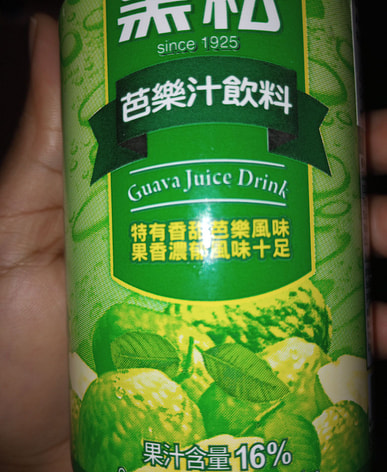 黑松
since 1925
芭樂汁飲料
Guava Juice Drink
特有香甜芭樂風味
果香濃郁風味十足
果汁含量16%